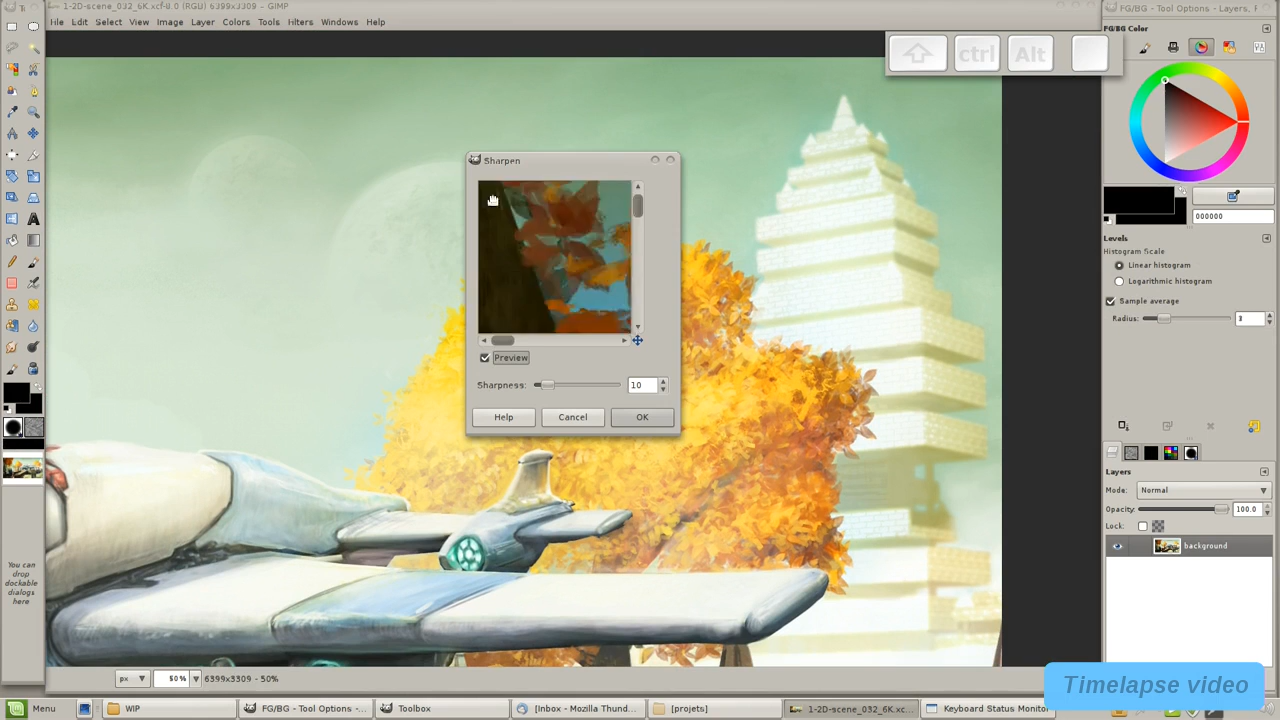 1-2D-scene_032_6K.xcf-8.0 (RGB) 6399x3309 – GIMP
File Edit Select View Image Layer Colors Tools Filters Windows Help
FG/BG - Tool Options - Layers, F
FG/BG Color
ctrl Alt
000000
Sharpen
Preview
Sharpness: 10
Help Cancel OK
Levels
Histogram Scale
Linear histogram
Logarithmic histogram
Sample average
Radius: 3
Layers
Mode: Normal
Opacity: 100.0
Lock:
background
You can
drop
dockable
dialogs
here
px 50% 6399x3309 - 50%
Timelapse video
Menu WIP FG/BG - Tool Options -... Toolbox [Inbox - Mozilla Thund... [projets] 1-2D-scene_032_6K.xc... Keyboard Status Monitor